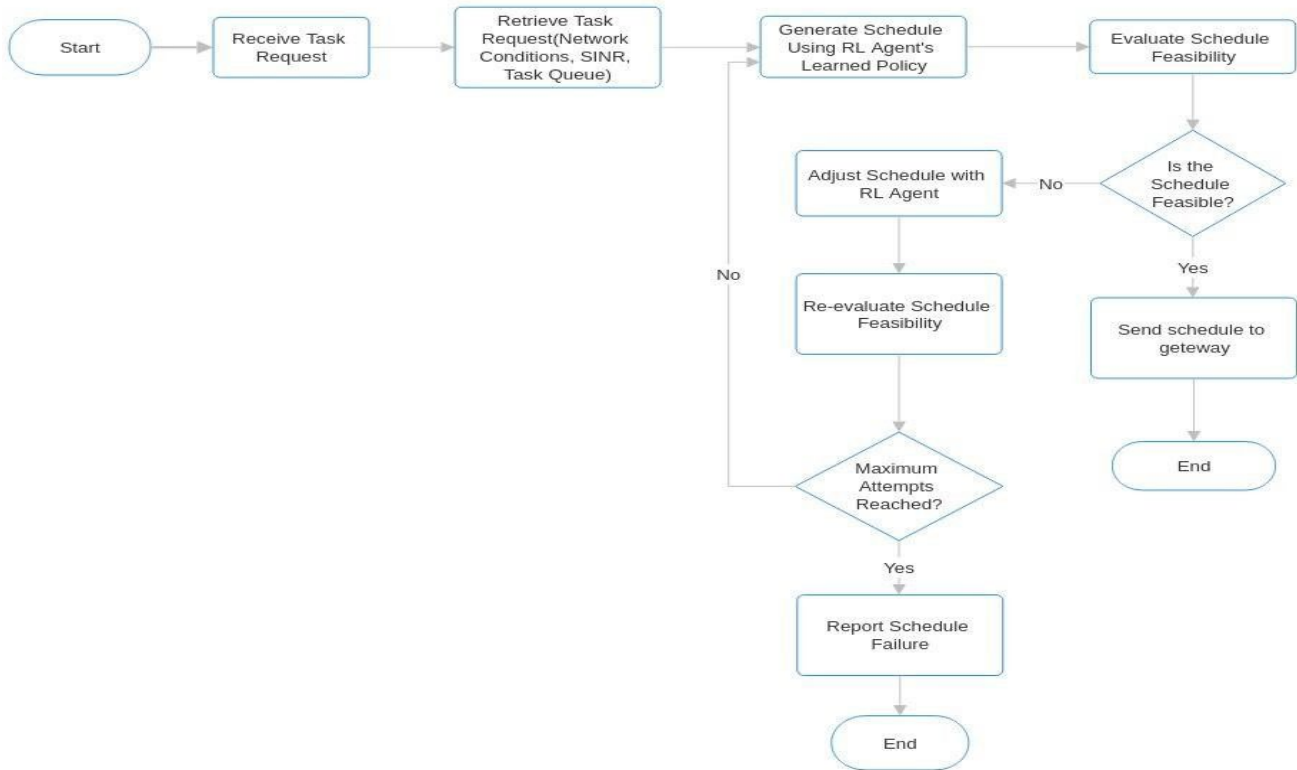 Start
Receive Task
Request
Retrieve Task
Request(Network
Conditions, SINR,
Task Queue)
Generate Schedule
Using RL Agent's
Learned Policy
Evaluate Schedule
Feasibility
Is the
Schedule
Feasible?
No
Adjust Schedule with
RL Agent
Yes
Send schedule to
geteway
End
Re-evaluate Schedule
Feasibility
Maximum
Attempts
Reached?
No
Yes
Report Schedule
Failure
End